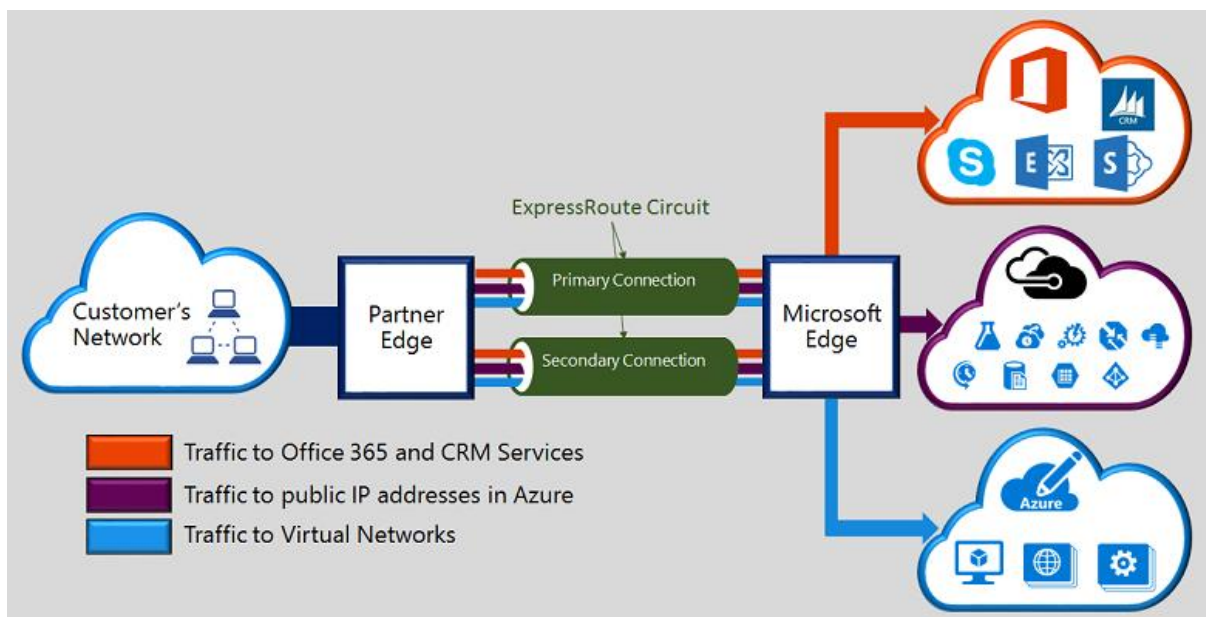 CRM
S
E
S
ExpressRoute Circuit
Customer's
Network
Partner
Edge
Primary Connection
Secondary Connection
Microsoft
Edge
Traffic to Office 365 and CRM Services
Traffic to public IP addresses in Azure
Traffic to Virtual Networks
Azure